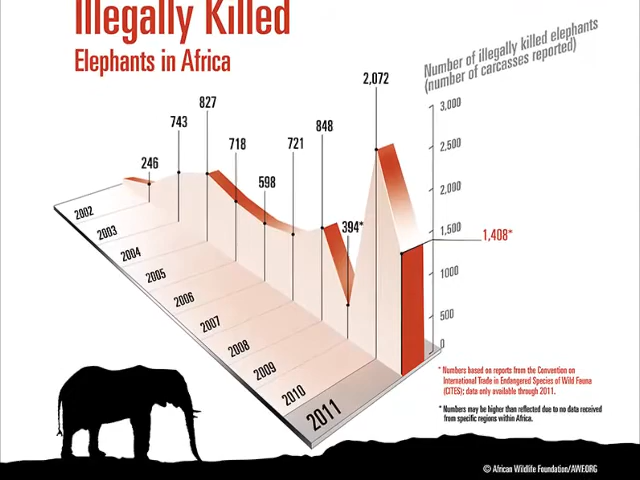 Illegally Killed
Elephants in Africa
Number of illegally killed elephants
(number of carcasses reported)
2,072
827
848
743
718
721
246
598
394*
3,000
2,500
2,000
1,500
1,408*
1000
500
0
2002
2003
2004
2005
2006
2007
2008
2009
2010
2011
* Numbers based on reports from the Convention on
International Trade in Endangered Species of Wild Fauna
(CITES); data only available through 2011.
* Numbers may be higher than reflected due to no data received
from specific regions within Africa.
© African Wildlife Foundation/AWF.ORG